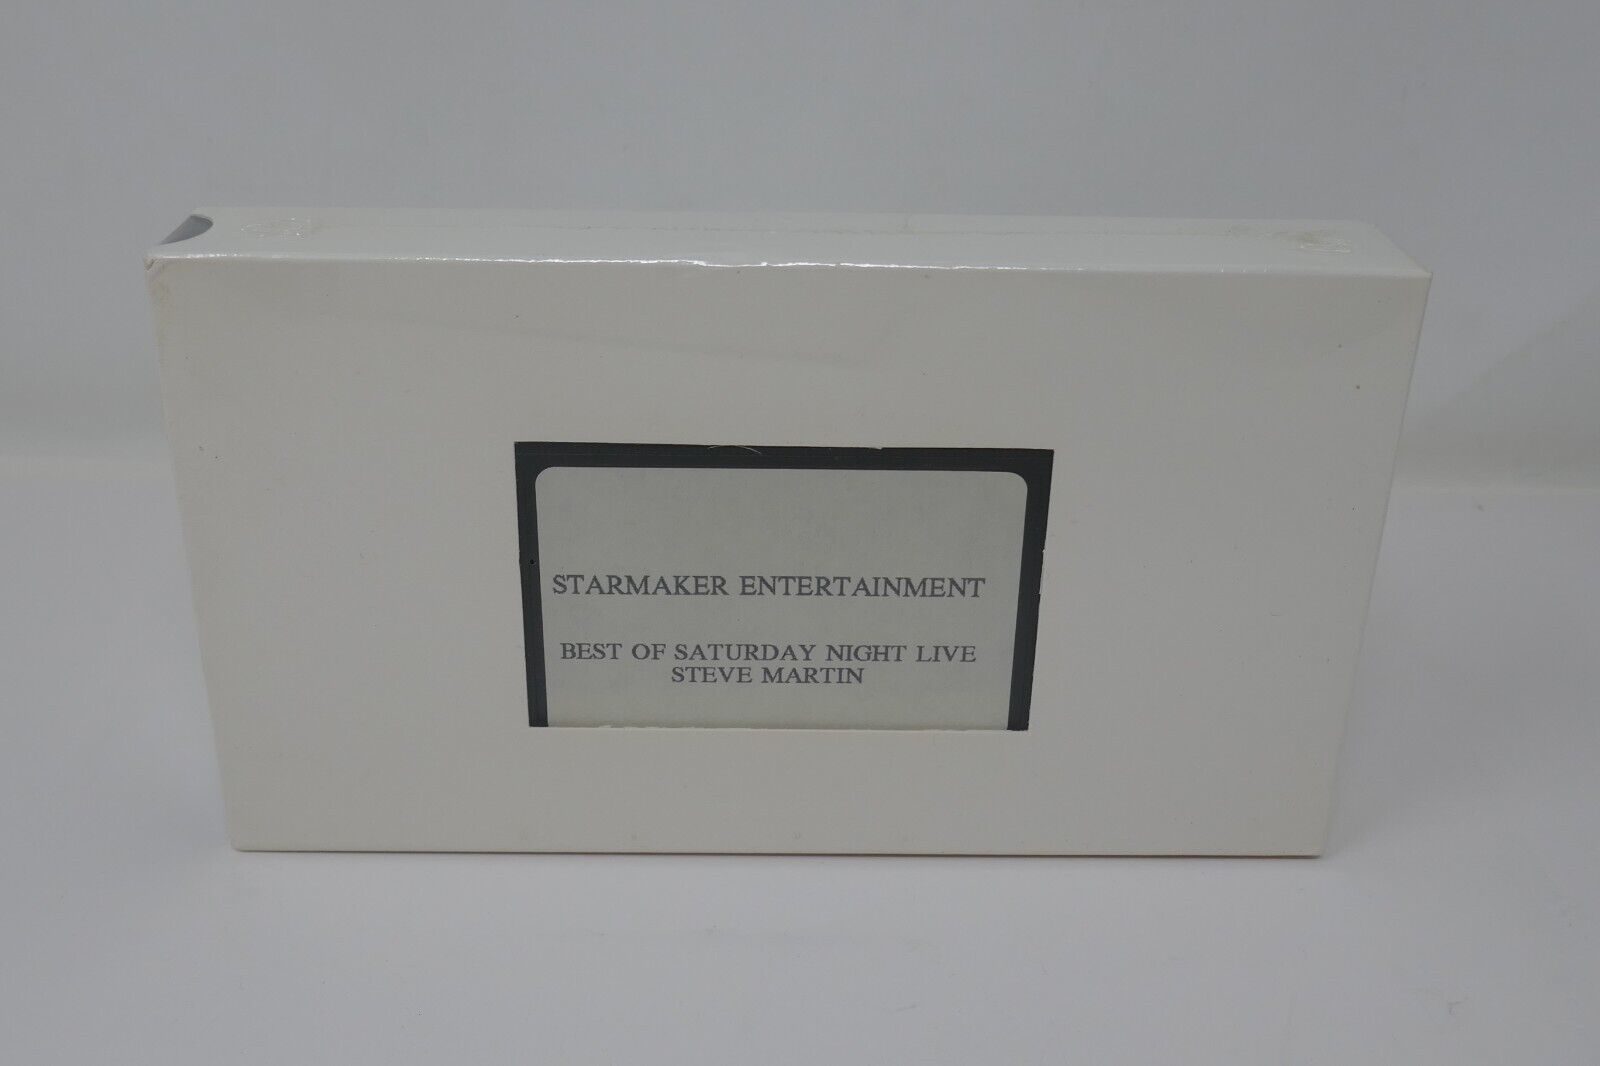 STARMAKER ENTERTAINMENT
BEST OF SATURDAY NIGHT LIVE
STEVE MARTIN